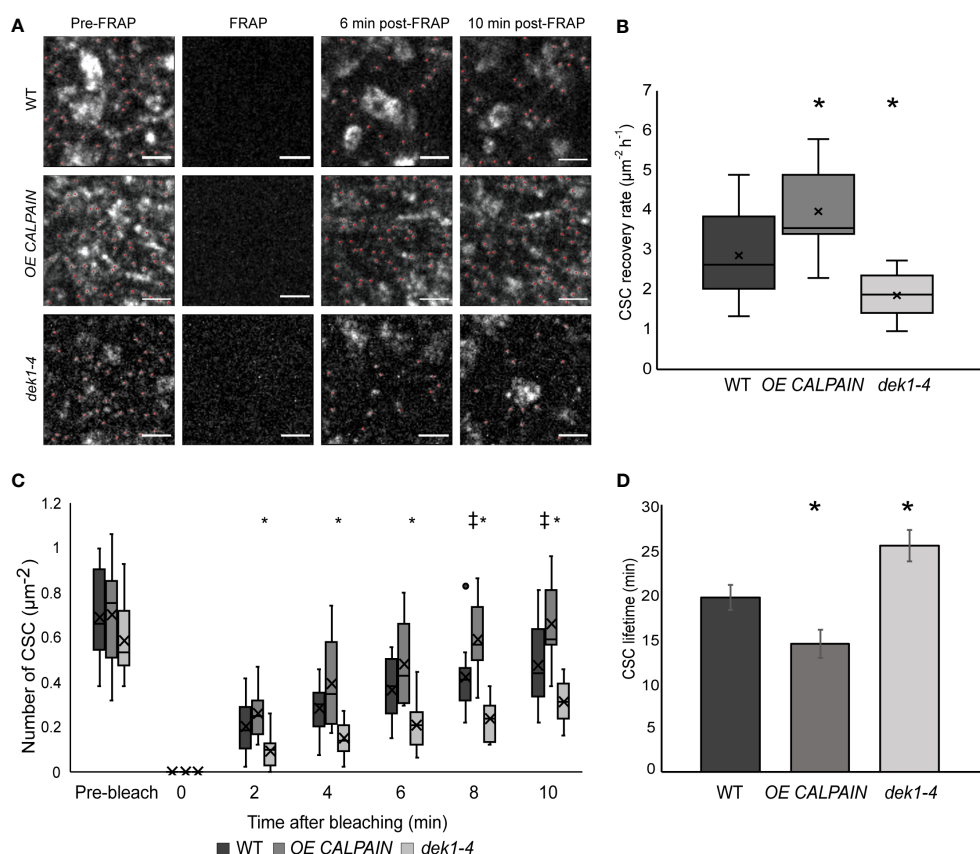 A
Pre-FRAP FRAP 6 min post-FRAP 10 min post-FRAP
WT
OE CALPAIN
dek1-4
B
CSC recovery rate (µm-2 h-1)
7
6
5
4
3
2
1
0
* *
WT OE CALPAIN dek1-4
C
Number of CSC (µm-2)
1.2
1
0.8
0.6
0.4
0.2
0
* * * ‡* ‡*
Pre-bleach 0 2 4 6 8 10
Time after bleaching (min)
WT OE CALPAIN dek1-4
D
CSC lifetime (min)
30
25
20
15
10
5
0
* *
WT OE CALPAIN dek1-4